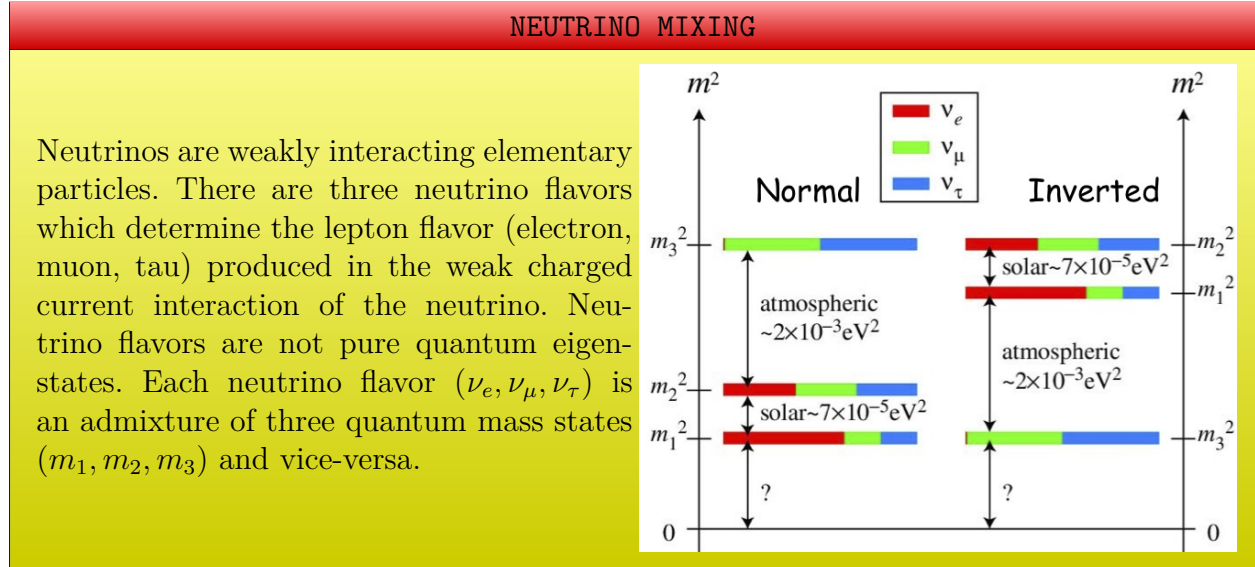 NEUTRINO MIXING
Neutrinos are weakly interacting elementary
particles. There are three neutrino flavors
which determine the lepton flavor (electron,
muon, tau) produced in the weak charged
current interaction of the neutrino. Neu-
trino flavors are not pure quantum eigen-
states. Each neutrino flavor (νe, νμ, ντ) is
an admixture of three quantum mass states
(m1, m2, m3) and vice-versa.
m²
νe
νμ
ντ
Normal
m3²
atmospheric
~2×10⁻³eV²
m2²
solar~7×10⁻⁵eV²
m1²
?
0
m²
Inverted
m2²
solar~7×10⁻⁵eV²
m1²
atmospheric
~2×10⁻³eV²
m3²
?
0